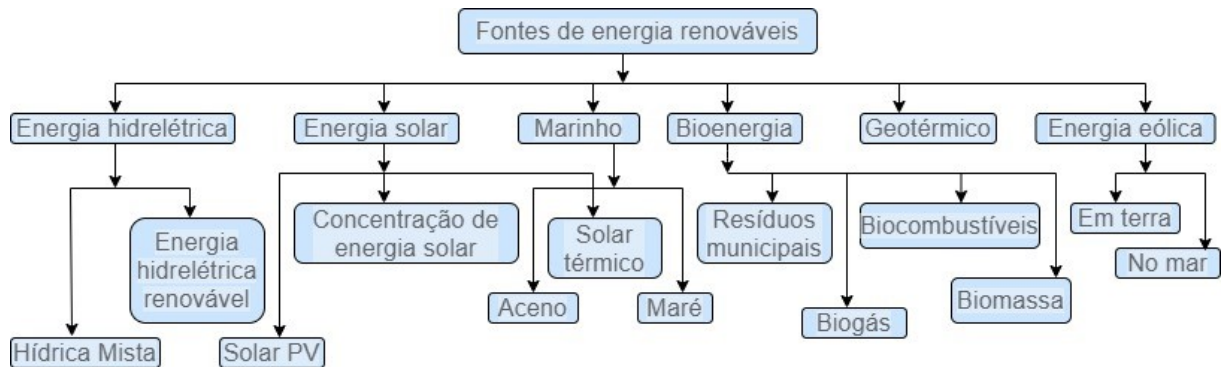 Fontes de energia renováveis
Energia hidrelétrica
Energia solar
Marinho
Bioenergia
Geotérmico
Energia eólica
Energia
hidrelétrica
renovável
Concentração de
energia solar
Solar
térmico
Resíduos
municipais
Biocombustíveis
Em terra
No mar
Aceno
Maré
Biogás
Biomassa
Hídrica Mista
Solar PV